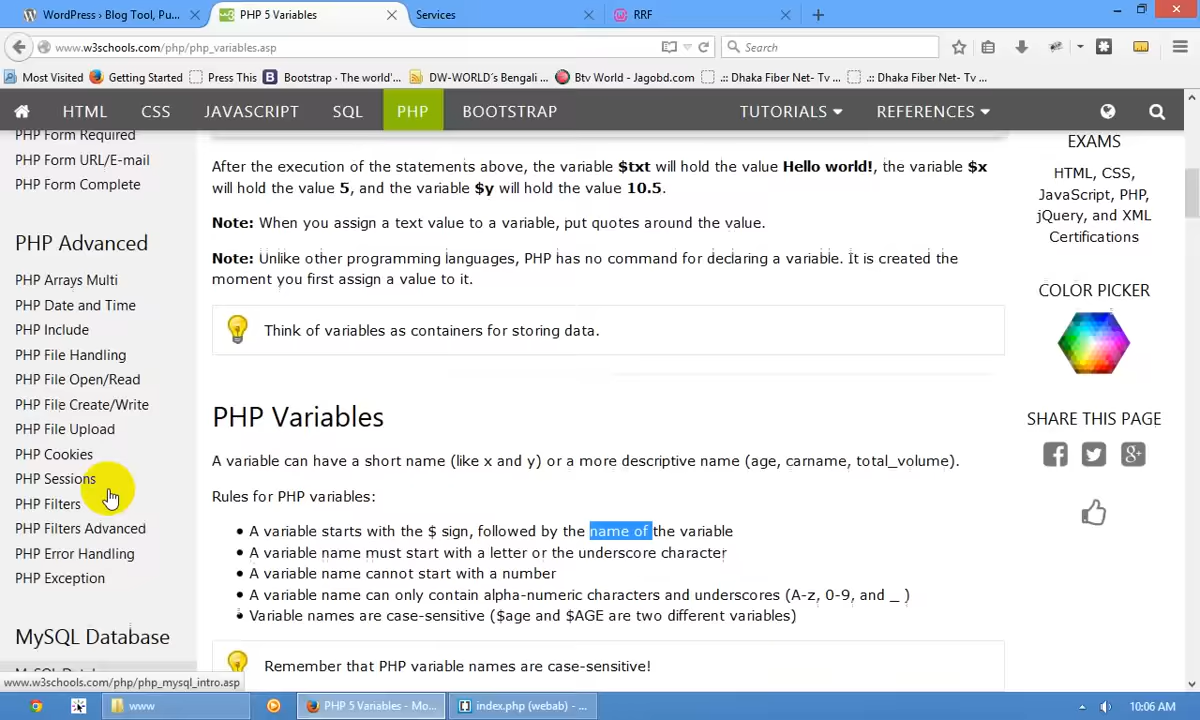 WordPress › Blog Tool, Pu...
PHP 5 Variables
Services
RRF
www.w3schools.com/php/php_variables.asp
Search
Most Visited
Getting Started
Press This
Bootstrap · The world'...
DW-WORLD's Bengali ...
Btv World - Jagobd.com
.:: Dhaka Fiber Net- Tv ...
.:: Dhaka Fiber Net- Tv ...
HTML
CSS
JAVASCRIPT
SQL
PHP
BOOTSTRAP
TUTORIALS
REFERENCES
PHP Form Required
PHP Form URL/E-mail
PHP Form Complete
PHP Advanced
PHP Arrays Multi
PHP Date and Time
PHP Include
PHP File Handling
PHP File Open/Read
PHP File Create/Write
PHP File Upload
PHP Cookies
PHP Sessions
PHP Filters
PHP Filters Advanced
PHP Error Handling
PHP Exception
MySQL Database
After the execution of the statements above, the variable $txt will hold the value Hello world!, the variable $x
will hold the value 5, and the variable $y will hold the value 10.5.
Note: When you assign a text value to a variable, put quotes around the value.
Note: Unlike other programming languages, PHP has no command for declaring a variable. It is created the
moment you first assign a value to it.
Think of variables as containers for storing data.
PHP Variables
A variable can have a short name (like x and y) or a more descriptive name (age, carname, total_volume).
Rules for PHP variables:
• A variable starts with the $ sign, followed by the name of the variable
• A variable name must start with a letter or the underscore character
• A variable name cannot start with a number
• A variable name can only contain alpha-numeric characters and underscores (A-z, 0-9, and _ )
• Variable names are case-sensitive ($age and $AGE are two different variables)
Remember that PHP variable names are case-sensitive!
EXAMS
HTML, CSS,
JavaScript, PHP,
jQuery, and XML
Certifications
COLOR PICKER
SHARE THIS PAGE
www.w3schools.com/php/php_mysql_intro.asp
www
PHP 5 Variables - Mo...
index.php (webab) - ...
10:06 AM